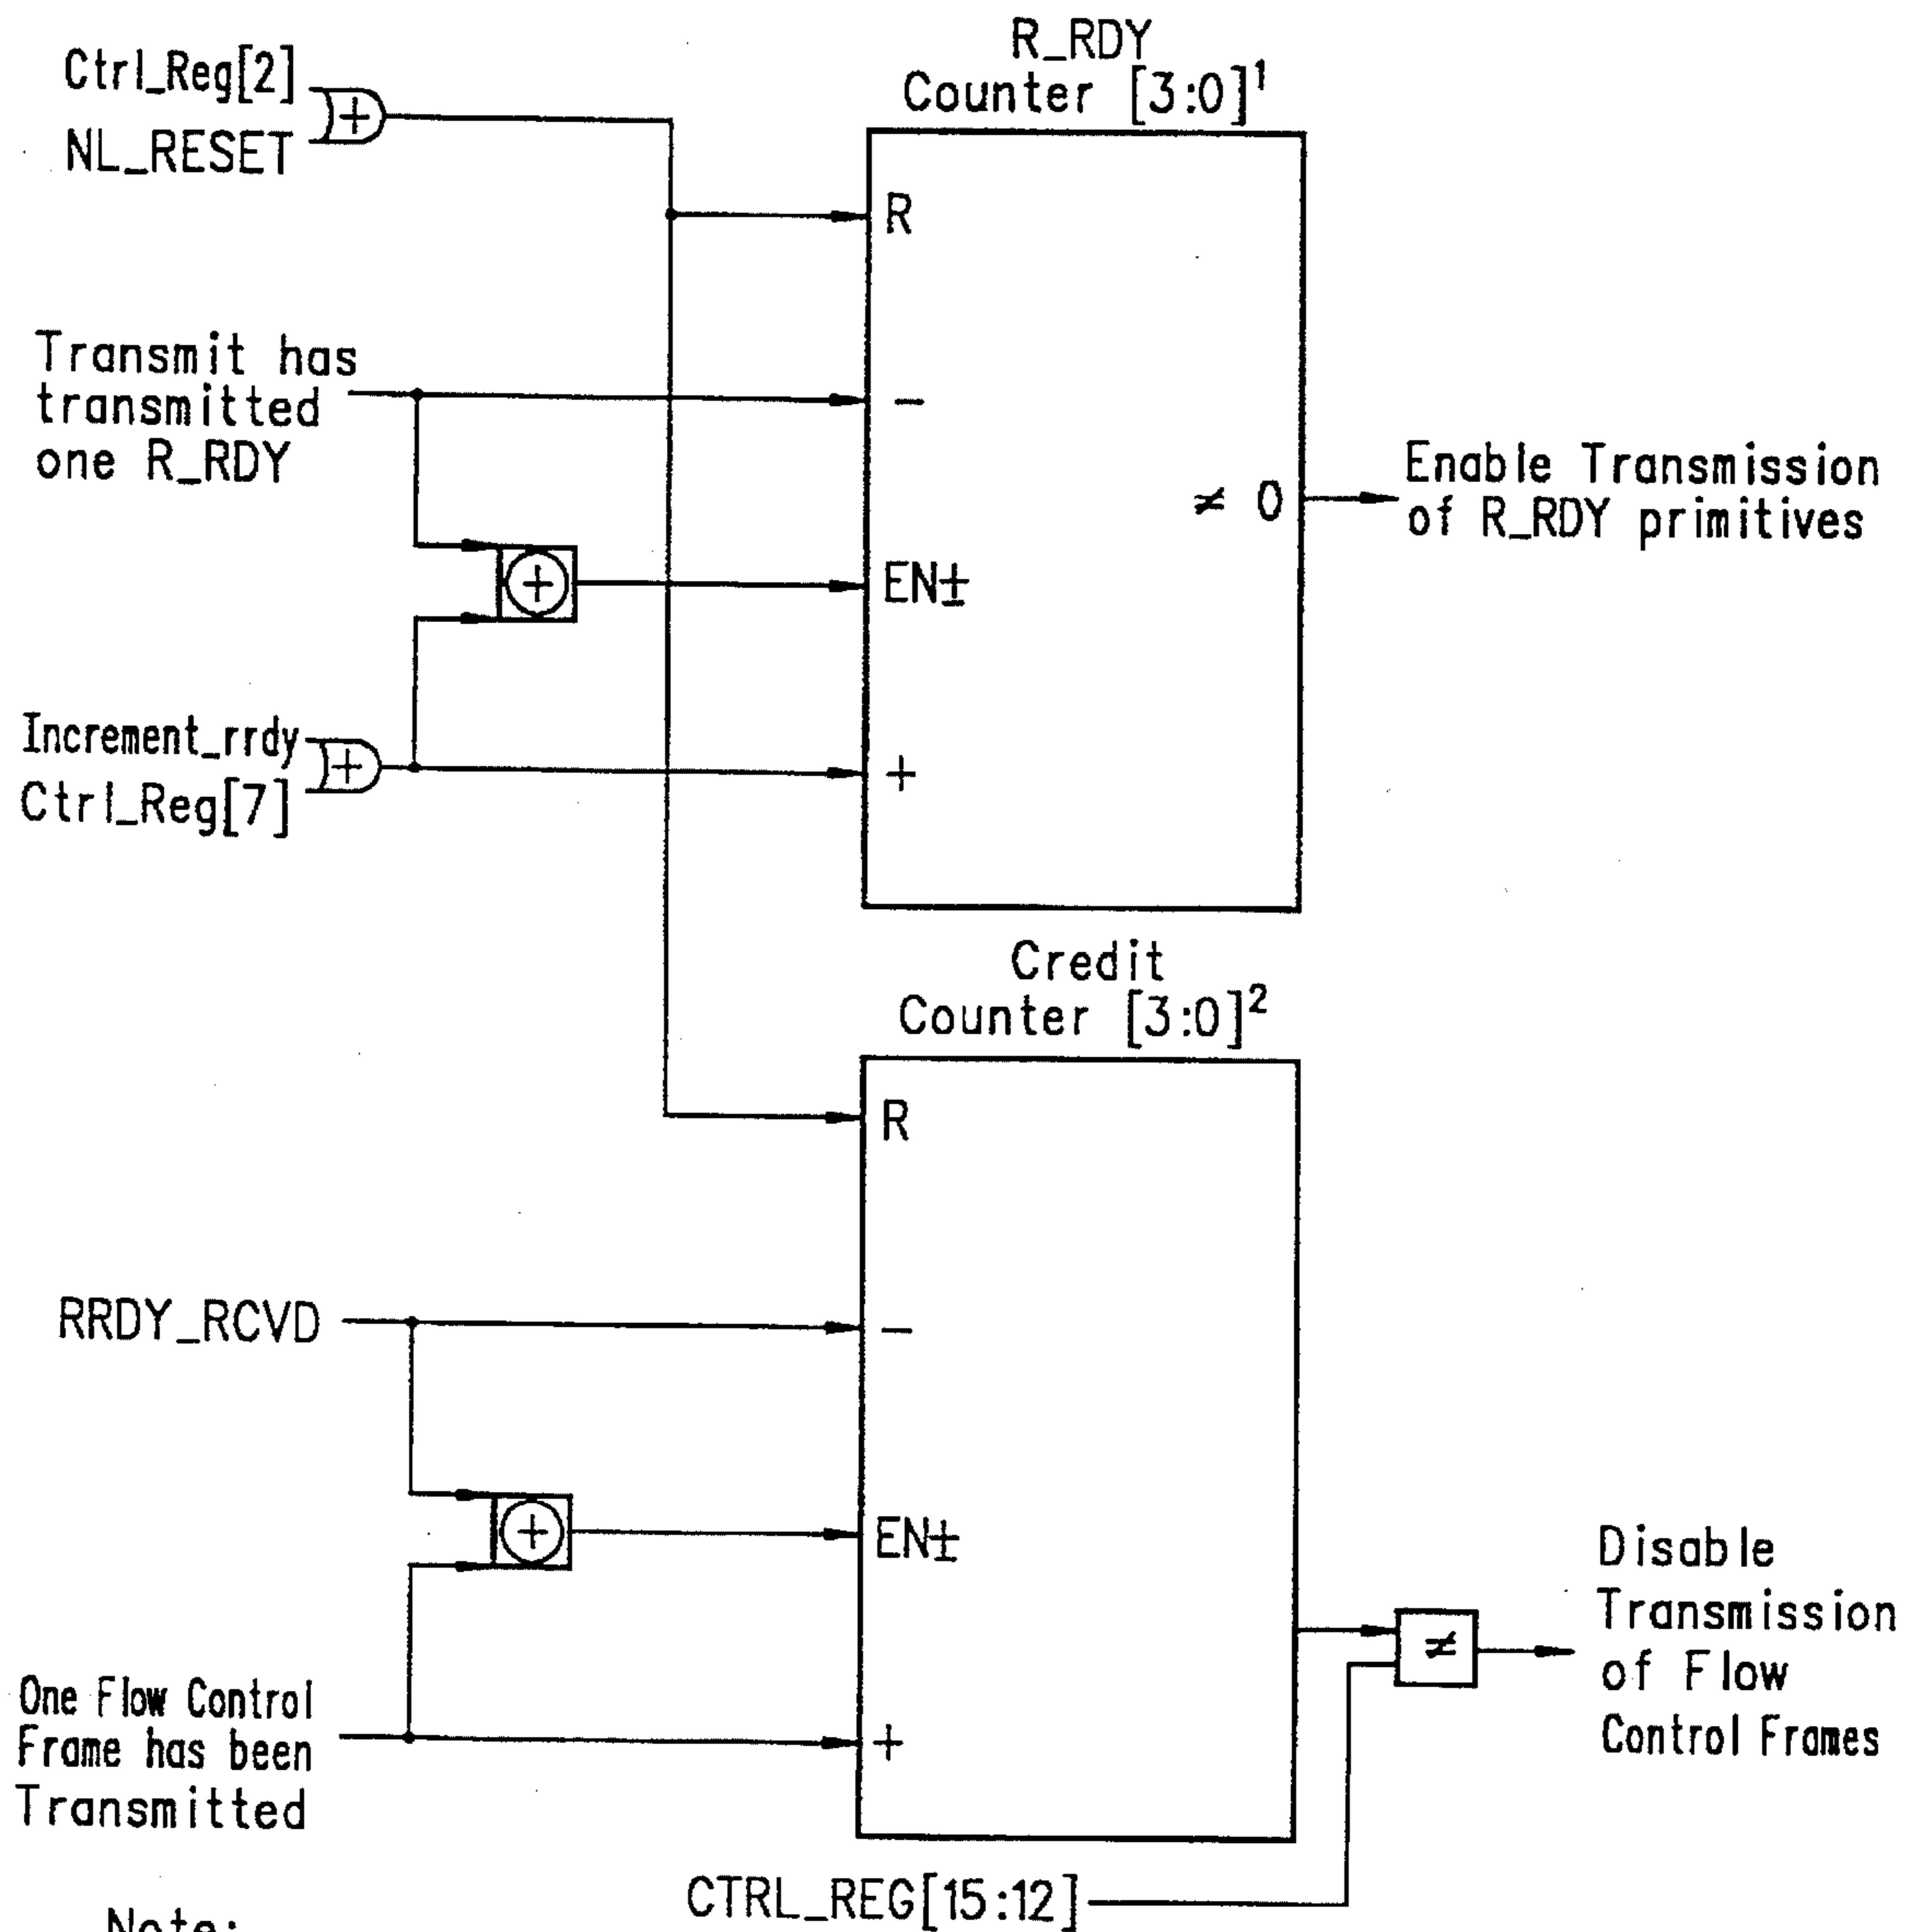 R_RDY
Counter [3:0]1
Ctrl_Reg[2]
NL_RESET
+
R
Transmit has
transmitted
one R_RDY
−
≠ 0
Enable Transmission
of R_RDY primitives
+
EN±
Increment_rrdy
Ctrl_Reg[7]
+
+
Credit
Counter [3:0]2
R
RRDY_RCVD
−
+
EN±
One Flow Control
Frame has been
Transmitted
+
≠
Disable
Transmission
of Flow
Control Frames
CTRL_REG[15:12]
Note: